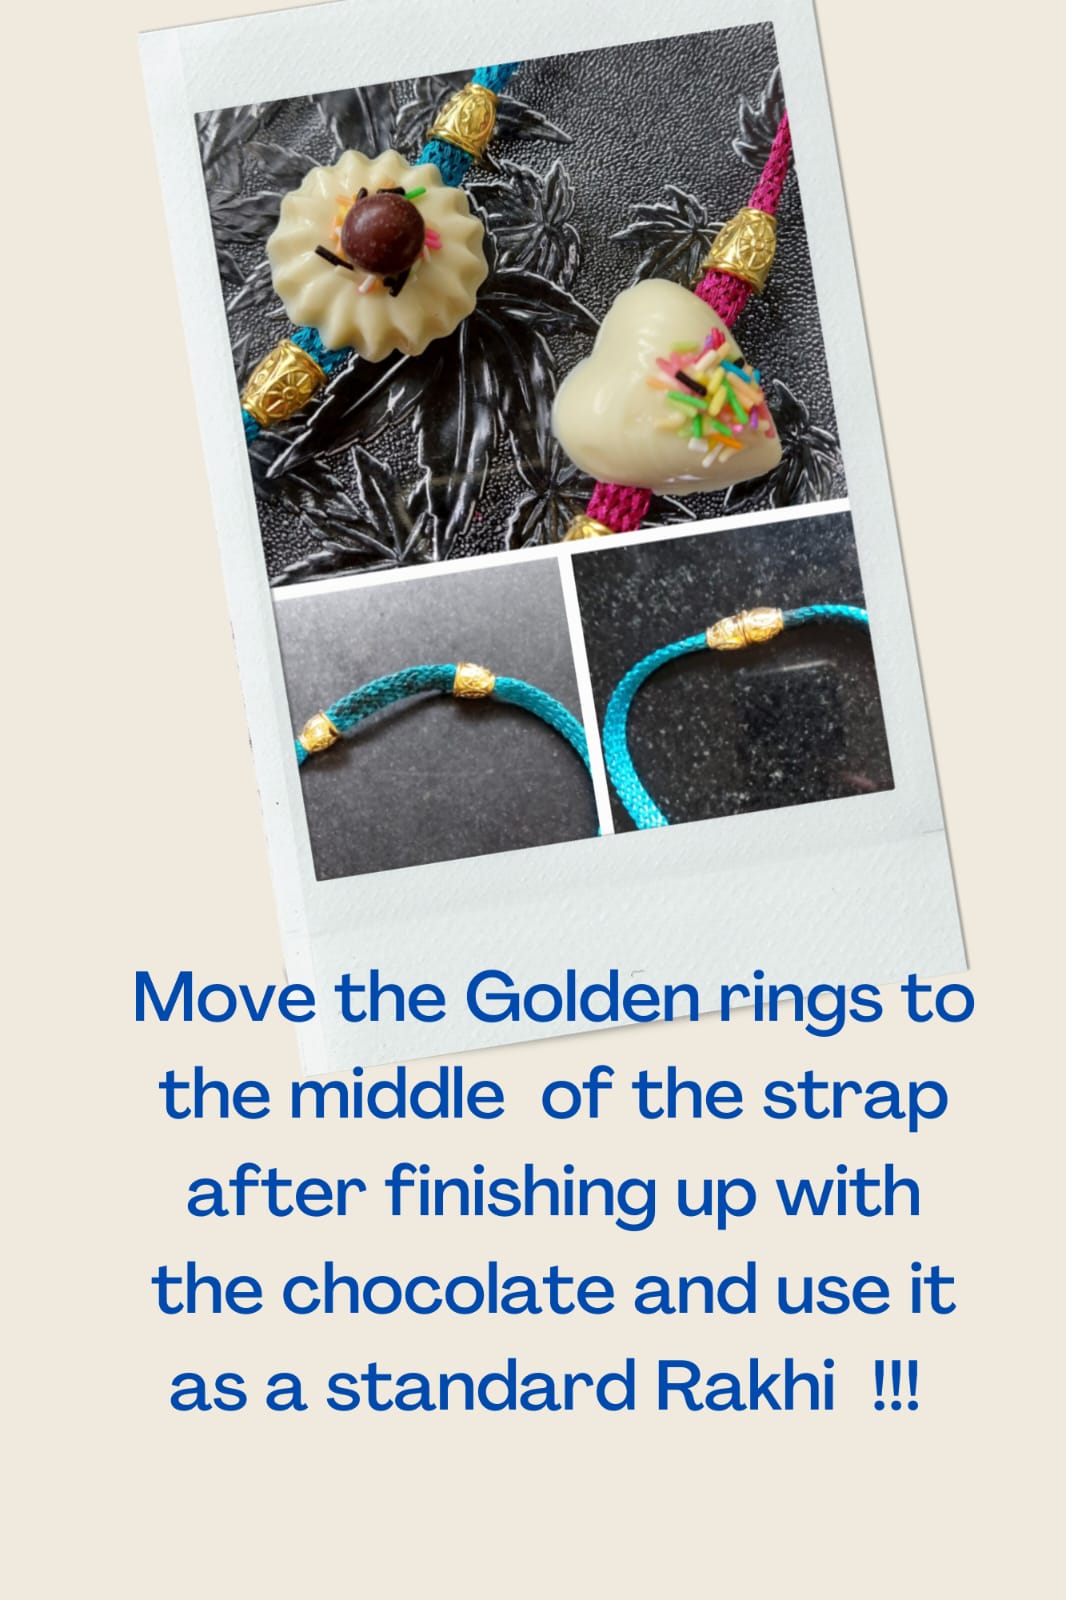 Move the Golden rings to
the middle  of the strap
after finishing up with
the chocolate and use it
as a standard Rakhi  !!!